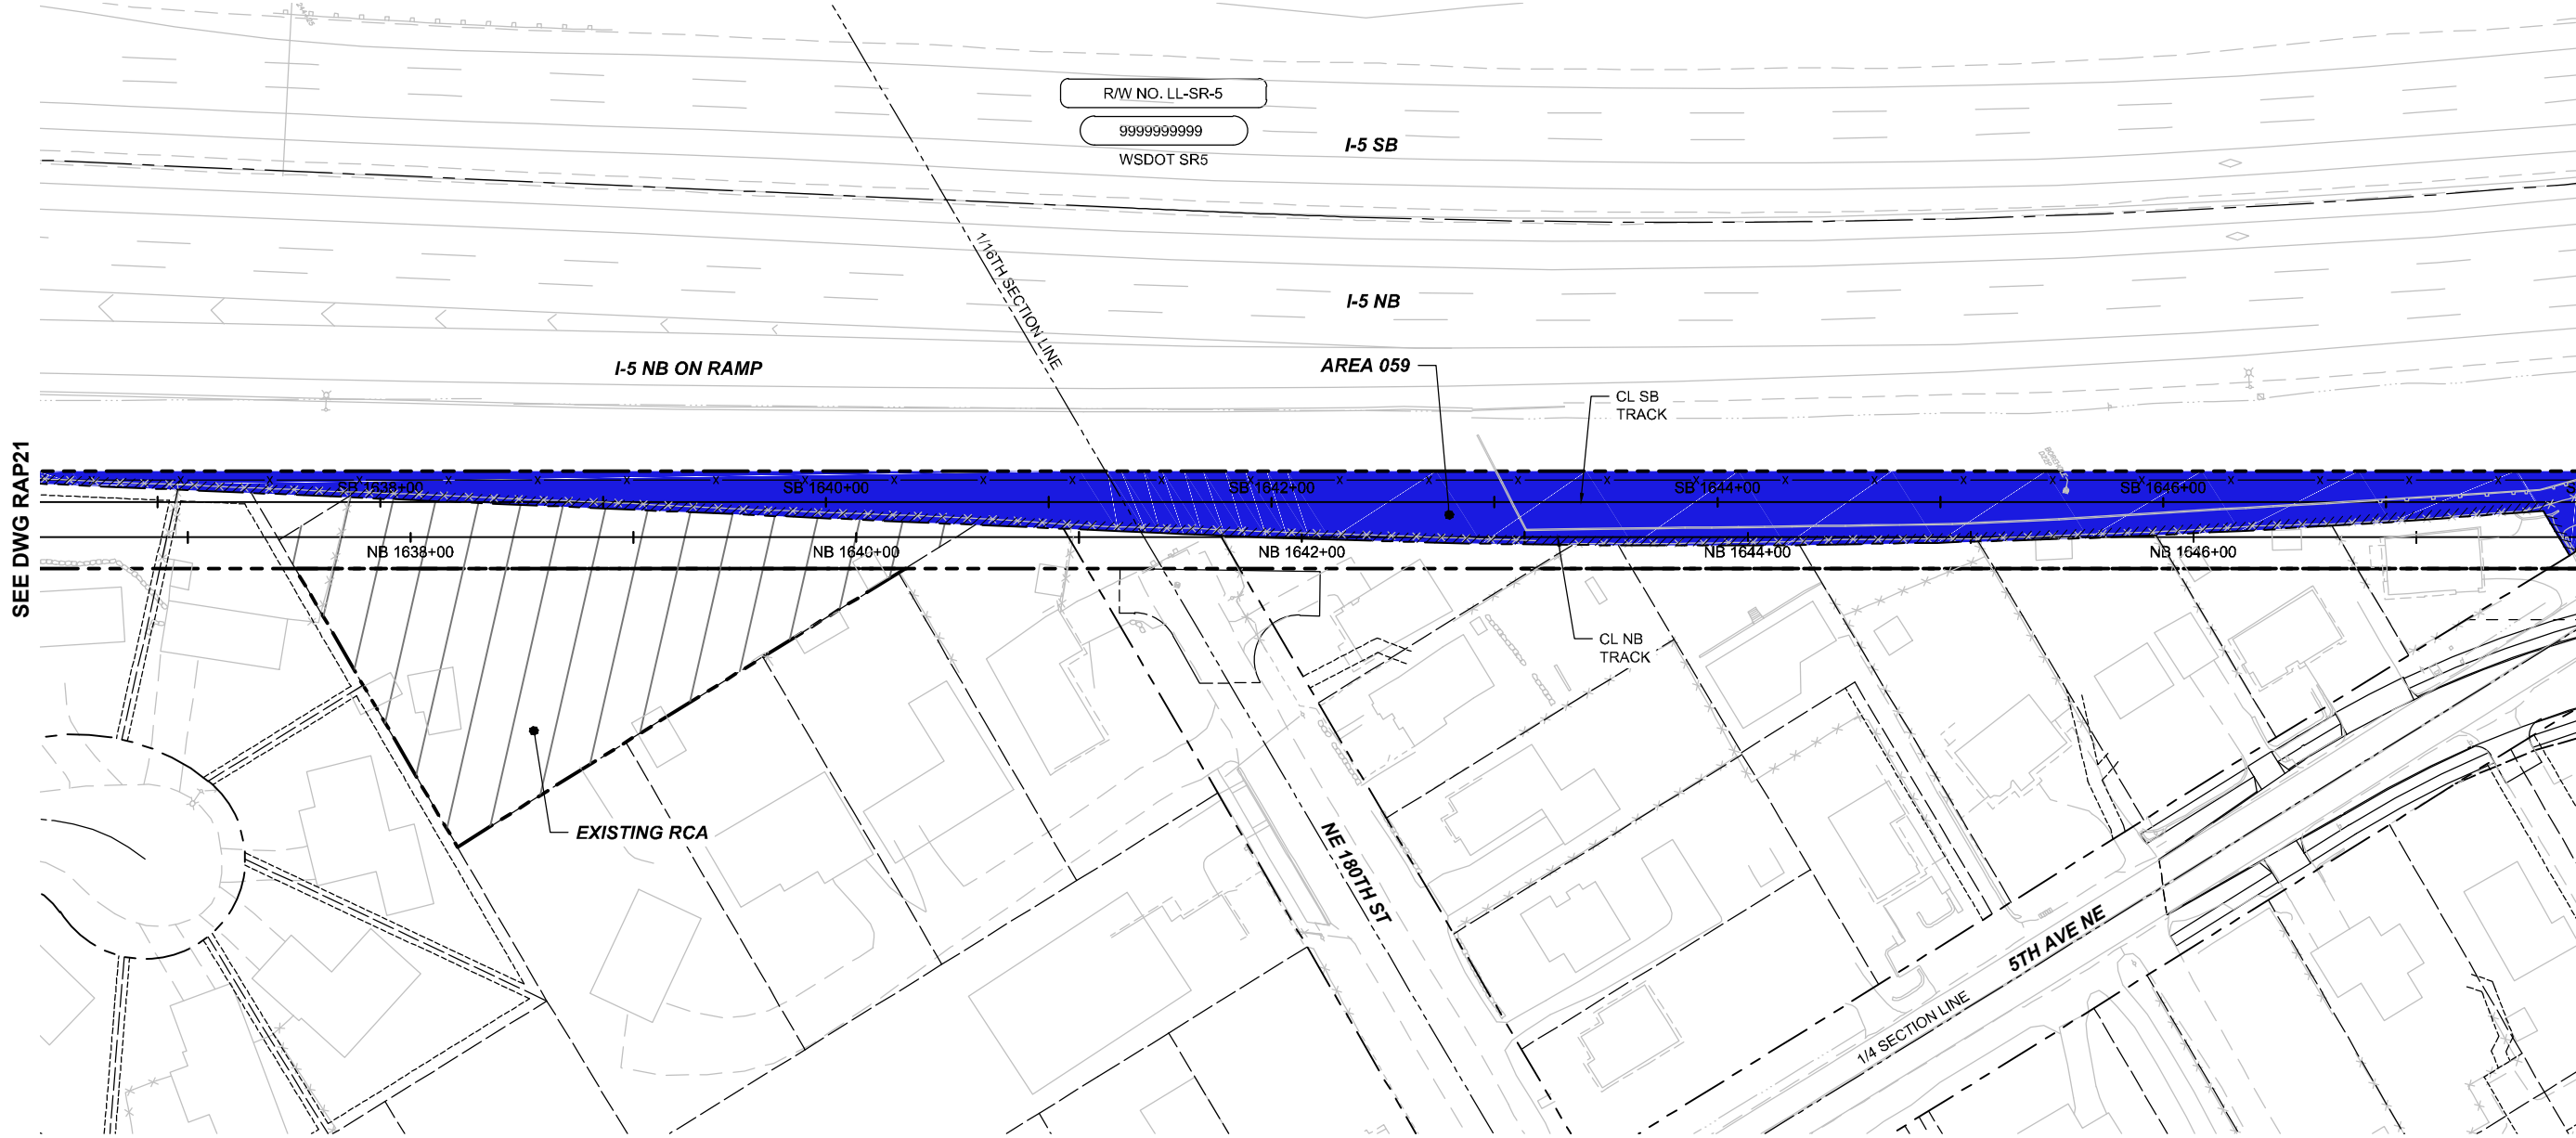 R/W NO. LL-SR-5
9999999999
WSDOT SR5
I-5 SB
1/16TH SECTION LINE
I-5 NB
I-5 NB ON RAMP
AREA 059
CL SB
TRACK
SEE DWG RAP21
SB 1638+00
SB 1640+00
SB 1642+00
SB 1644+00
SB 1646+00
NB 1638+00
NB 1640+00
NB 1642+00
NB 1644+00
NB 1646+00
CL NB
TRACK
EXISTING RCA
NE 180TH ST
5TH AVE NE
1/4 SECTION LINE